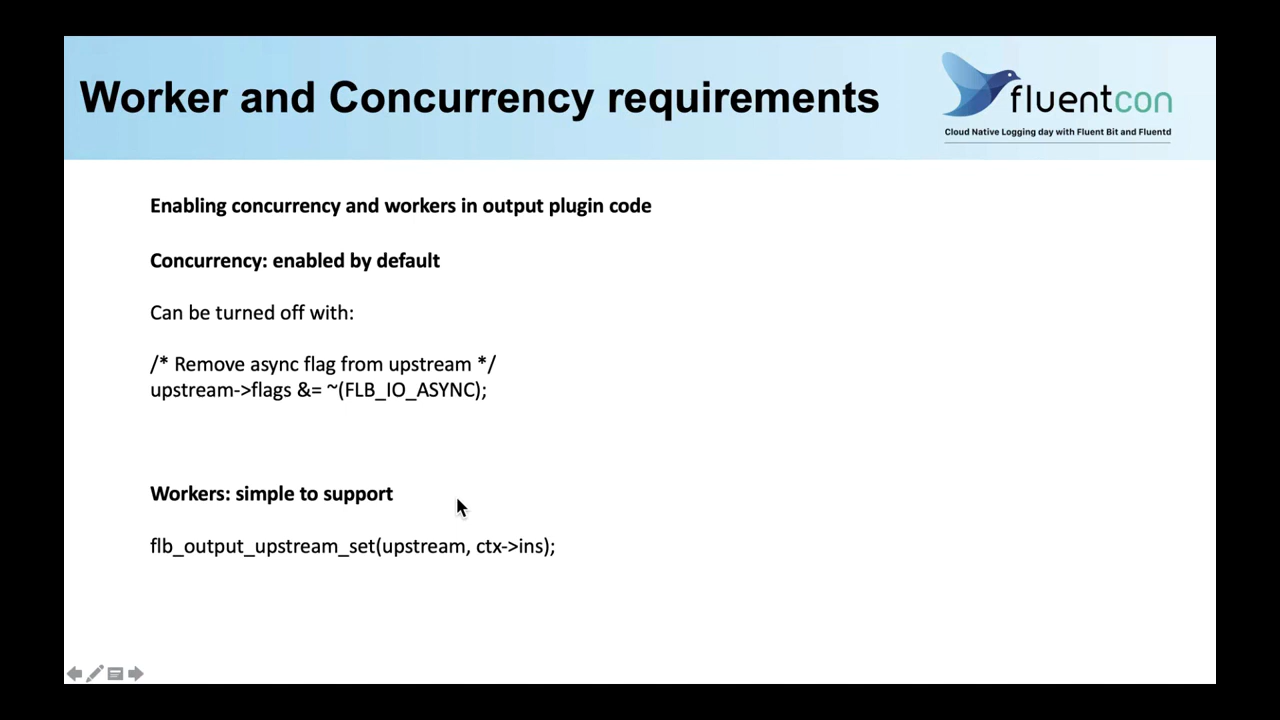 Worker and Concurrency requirements
fluentcon
Cloud Native Logging day with Fluent Bit and Fluentd
Enabling concurrency and workers in output plugin code
Concurrency: enabled by default
Can be turned off with:
/* Remove async flag from upstream */
upstream->flags &= ~(FLB_IO_ASYNC);
Workers: simple to support
flb_output_upstream_set(upstream, ctx->ins);